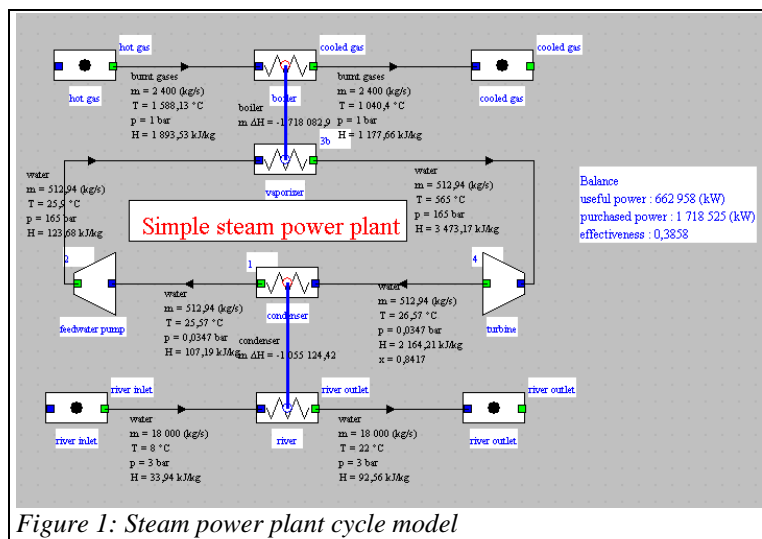 hot gas
cooled gas
cooled gas
hot gas
boiler
cooled gas
burnt gases
m = 2 400 (kg/s)
T = 1 588,13 °C
p = 1 bar
H = 1 893,53 kJ/kg
burnt gases
m = 2 400 (kg/s)
T = 1 040,4 °C
p = 1 bar
H = 1 177,66 kJ/kg
boiler
m ΔH = -1 718 082,9
3b
vaporizer
water
m = 512,94 (kg/s)
T = 25,9 °C
p = 165 bar
H = 123,68 kJ/kg
water
m = 512,94 (kg/s)
T = 565 °C
p = 165 bar
H = 3 473,17 kJ/kg
Balance
useful power : 662 958 (kW)
purchased power : 1 718 525 (kW)
effectiveness : 0,3858
Simple steam power plant
2
1
4
feedwater pump
condenser
turbine
water
m = 512,94 (kg/s)
T = 25,57 °C
p = 0,0347 bar
H = 107,19 kJ/kg
water
m = 512,94 (kg/s)
T = 26,57 °C
p = 0,0347 bar
H = 2 164,21 kJ/kg
x = 0,8417
condenser
m ΔH = -1 055 124,42
river inlet
river outlet
river outlet
river inlet
river
river outlet
water
m = 18 000 (kg/s)
T = 8 °C
p = 3 bar
H = 33,94 kJ/kg
water
m = 18 000 (kg/s)
T = 22 °C
p = 3 bar
H = 92,56 kJ/kg
Figure 1: Steam power plant cycle model